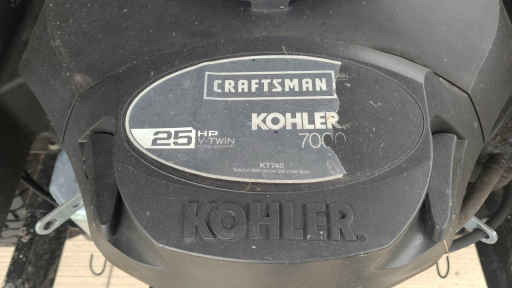 CRAFTSMAN
KOHLER
25 HP
V-TWIN
7000
KT740
KOHLER